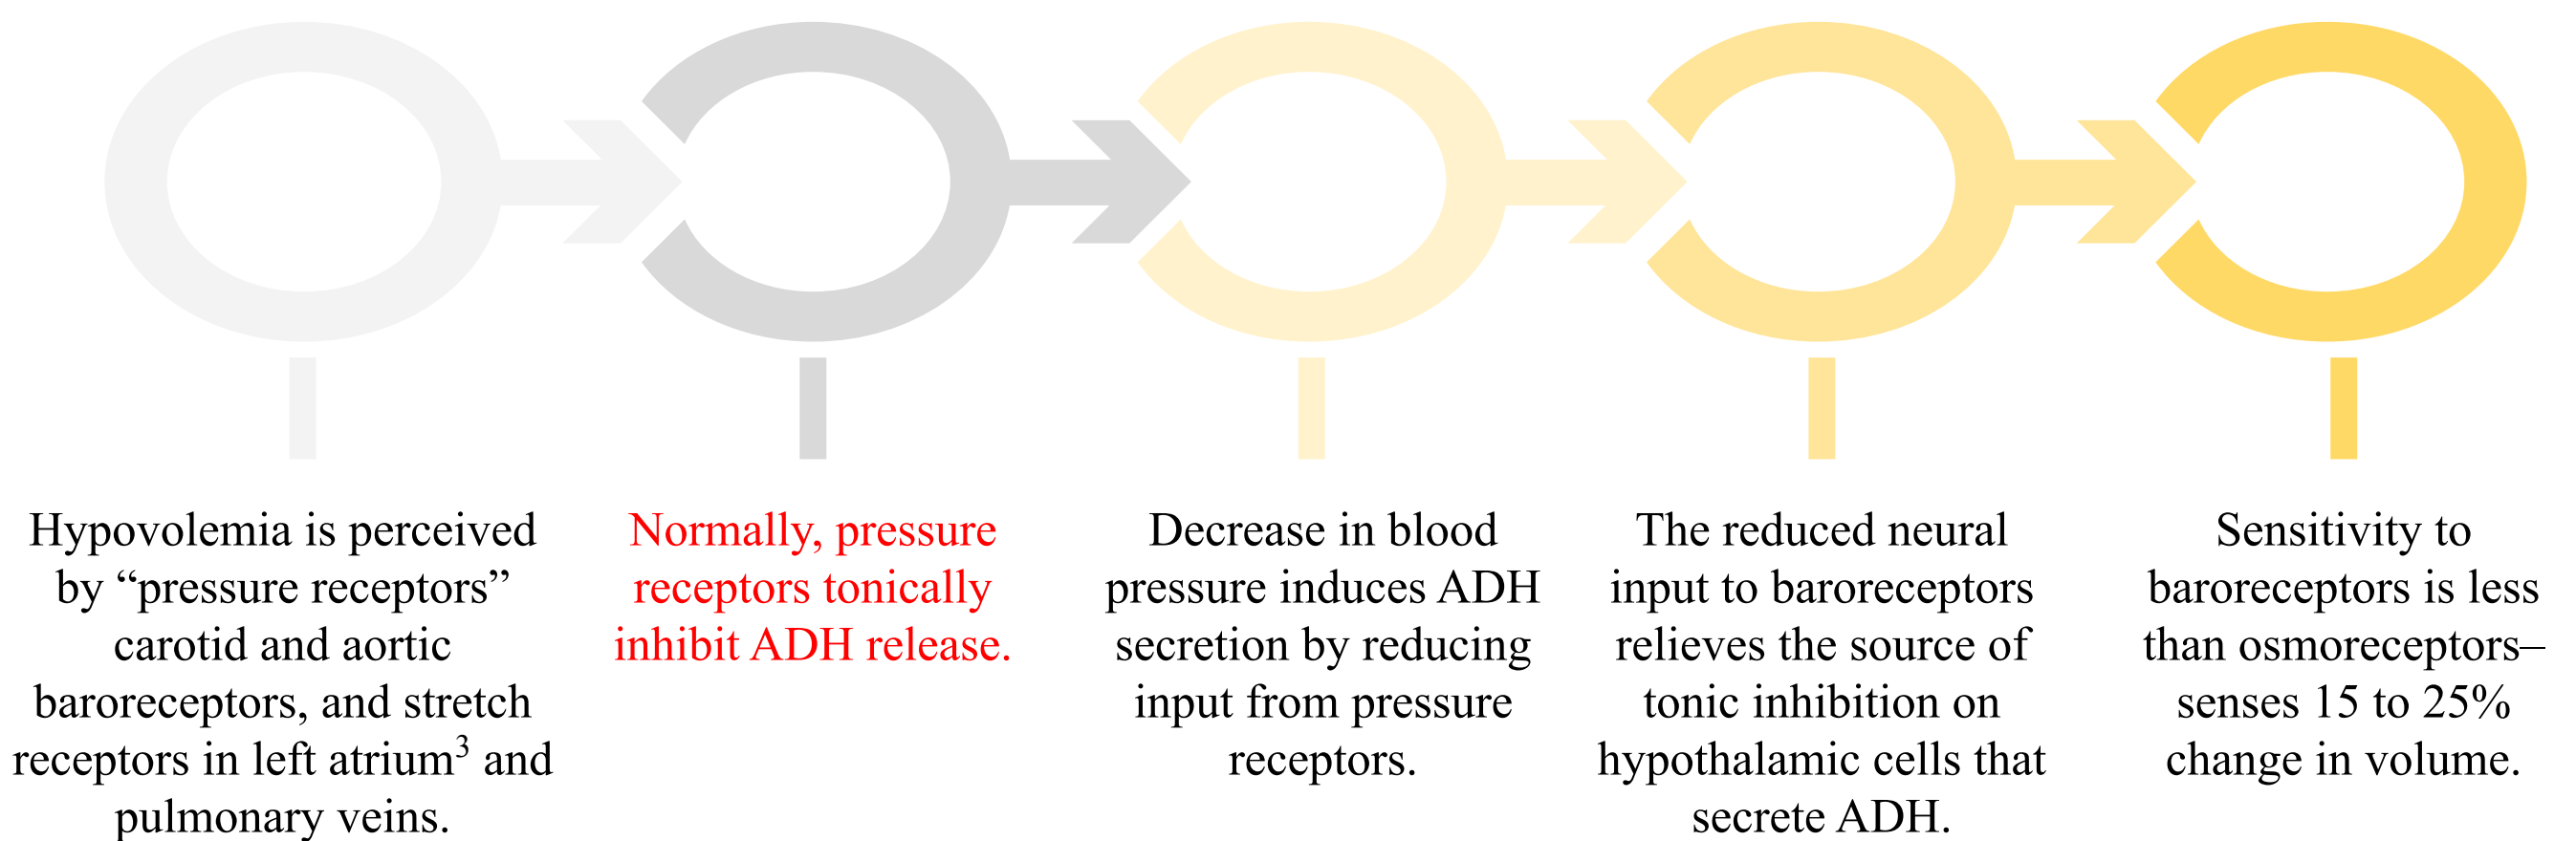 Hypovolemia is perceived
by “pressure receptors”
carotid and aortic
baroreceptors, and stretch
receptors in left atrium³ and
pulmonary veins.
Normally, pressure
receptors tonically
inhibit ADH release.
Decrease in blood
pressure induces ADH
secretion by reducing
input from pressure
receptors.
The reduced neural
input to baroreceptors
relieves the source of
tonic inhibition on
hypothalamic cells that
secrete ADH.
Sensitivity to
baroreceptors is less
than osmoreceptors–
senses 15 to 25%
change in volume.